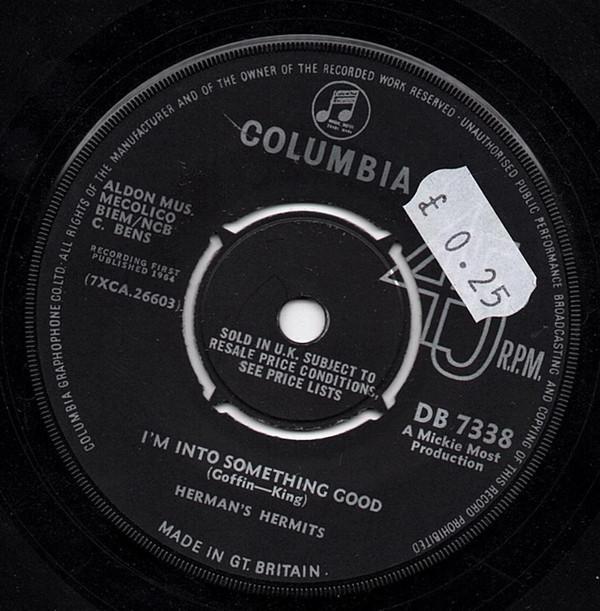 COLUMBIA GRAPHOPHONE CO. LTD. ALL RIGHTS OF THE MANUFACTURER AND OF THE OWNER OF THE RECORDED WORK RESERVED · UNAUTHORISED PUBLIC PERFORMANCE BROADCASTING AND COPYING OF THIS RECORD PROHIBITED
COLUMBIA
£ 0.25
ALDON MUS.
MECOLICO
BIEM/NCB
C. BENS
RECORDING FIRST
PUBLISHED 1964
(7XCA.26603)
45 R.P.M.
SOLD IN U.K. SUBJECT TO
RESALE PRICE CONDITIONS,
SEE PRICE LISTS
DB 7338
A Mickie Most
Production
I'M INTO SOMETHING GOOD
(Goffin—King)
HERMAN'S HERMITS
MADE IN GT. BRITAIN ·